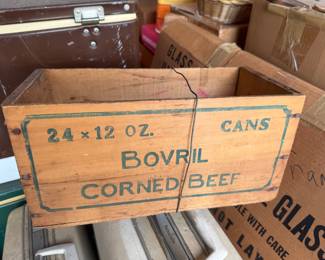 24 × 12 OZ. CANS
BOVRIL
CORNED BEEF
GLASS
GLASS
LE WITH CARE
NOT LAY